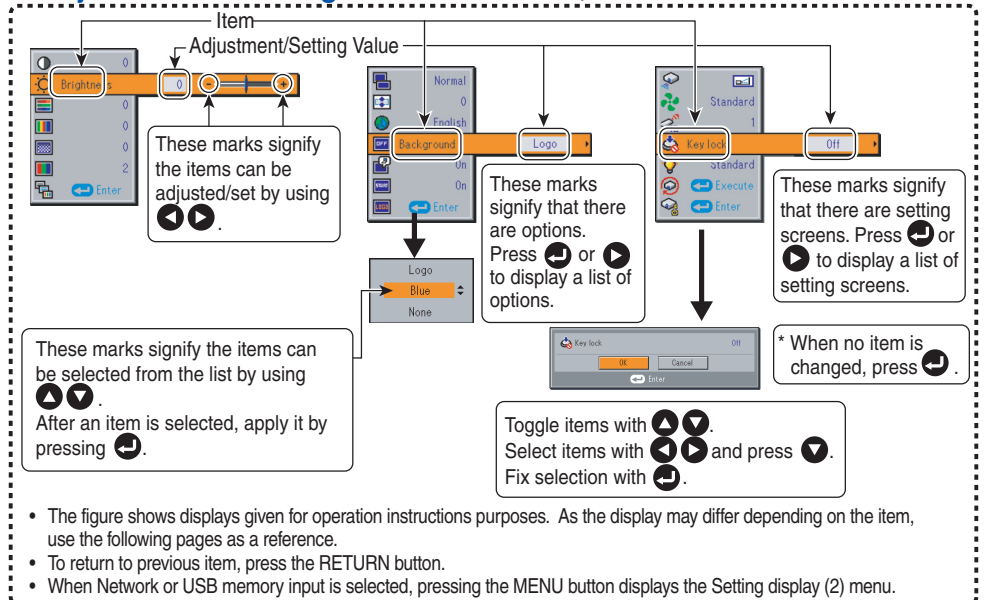 Item
Adjustment/Setting Value
0
Brightness 0
0
0
0
2
Enter
Normal
0
English
Background Logo
On
On
Enter
Standard
1
Key lock Off
Standard
Execute
Enter
These marks signify
the items can be
adjusted/set by using
.
These marks
signify that there
are options.
Press or
to display a list of
options.
These marks signify
that there are setting
screens. Press or
to display a list of
setting screens.
Logo
Blue
None
Key lock Off
OK Cancel
Enter
* When no item is
changed, press .
These marks signify the items can
be selected from the list by using
.
After an item is selected, apply it by
pressing .
Toggle items with .
Select items with and press .
Fix selection with .
• The figure shows displays given for operation instructions purposes. As the display may differ depending on the item,
use the following pages as a reference.
• To return to previous item, press the RETURN button.
• When Network or USB memory input is selected, pressing the MENU button displays the Setting display (2) menu.